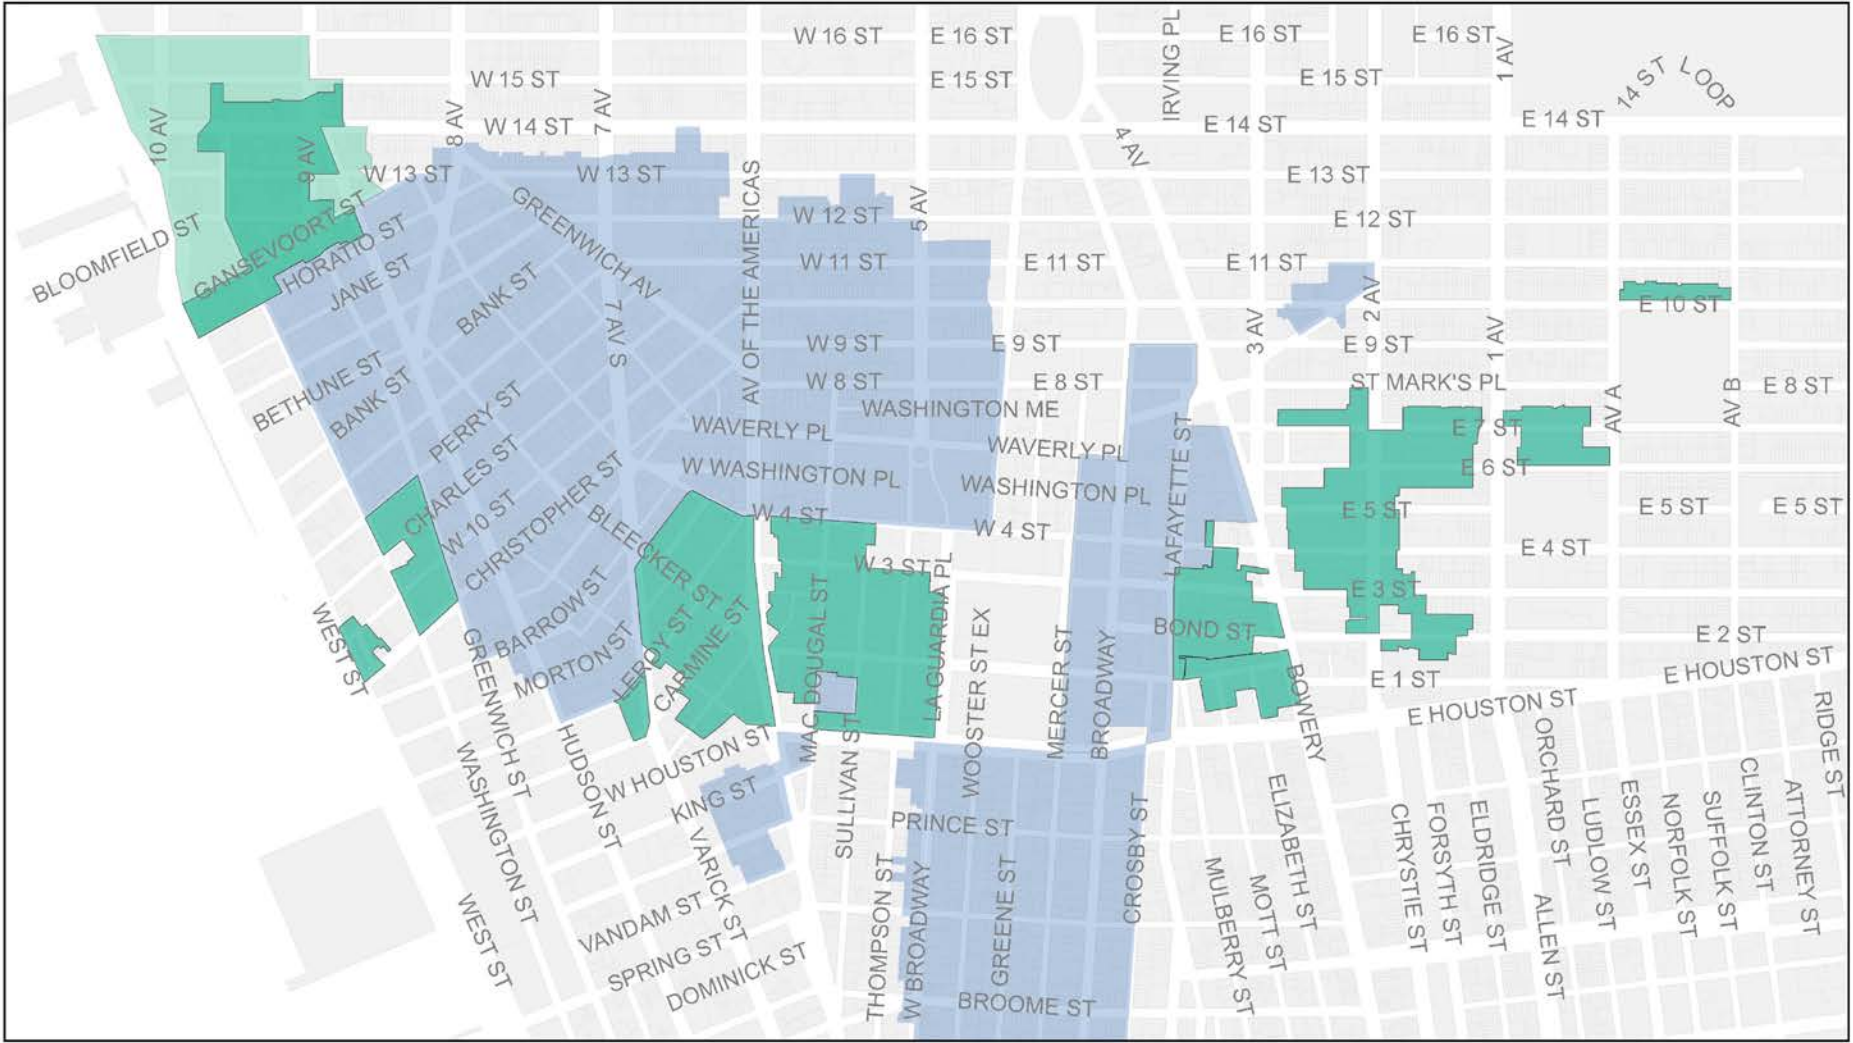 W 16 ST
E 16 ST
IRVING PL
E 16 ST
E 16 ST
1 AV
W 15 ST
E 15 ST
E 15 ST
14 ST LOOP
10 AV
9 AV
8 AV
W 14 ST
7 AV
E 14 ST
4 AV
E 14 ST
W 13 ST
W 13 ST
E 13 ST
GREENWICH AV
AV OF THE AMERICAS
W 12 ST
5 AV
E 12 ST
BLOOMFIELD ST
GANSEVOORT ST
HORATIO ST
JANE ST
BANK ST
W 11 ST
E 11 ST
E 11 ST
2 AV
E 10 ST
7 AV S
W 9 ST
E 9 ST
3 AV
E 9 ST
1 AV
BETHUNE ST
BANK ST
PERRY ST
W 8 ST
E 8 ST
ST MARK'S PL
AV A
AV B
E 8 ST
WASHINGTON ME
WAVERLY PL
WAVERLY PL
E 7 ST
CHARLES ST
W 10 ST
CHRISTOPHER ST
W WASHINGTON PL
WASHINGTON PL
LAFAYETTE ST
E 6 ST
BLEECKER ST
W 4 ST
W 4 ST
E 5 ST
E 5 ST
E 5 ST
W 3 ST
E 4 ST
BARROW ST
MORTON ST
LEROY ST
CARMINE ST
MAC DOUGAL ST
LA GUARDIA PL
WOOSTER ST EX
MERCER ST
BROADWAY
BOND ST
E 3 ST
E 2 ST
WEST ST
GREENWICH ST
BOWERY
E 1 ST
E HOUSTON ST
E HOUSTON ST
WASHINGTON ST
HUDSON ST
W HOUSTON ST
KING ST
VARICK ST
SULLIVAN ST
PRINCE ST
CROSBY ST
ELIZABETH ST
ORCHARD ST
RIDGE ST
CHRYSTIE ST
FORSYTH ST
ELDRIDGE ST
LUDLOW ST
ESSEX ST
NORFOLK ST
SUFFOLK ST
CLINTON ST
ATTORNEY ST
WEST ST
VANDAM ST
SPRING ST
DOMINICK ST
THOMPSON ST
W BROADWAY
GREENE ST
BROOME ST
MULBERRY ST
MOTT ST
ALLEN ST